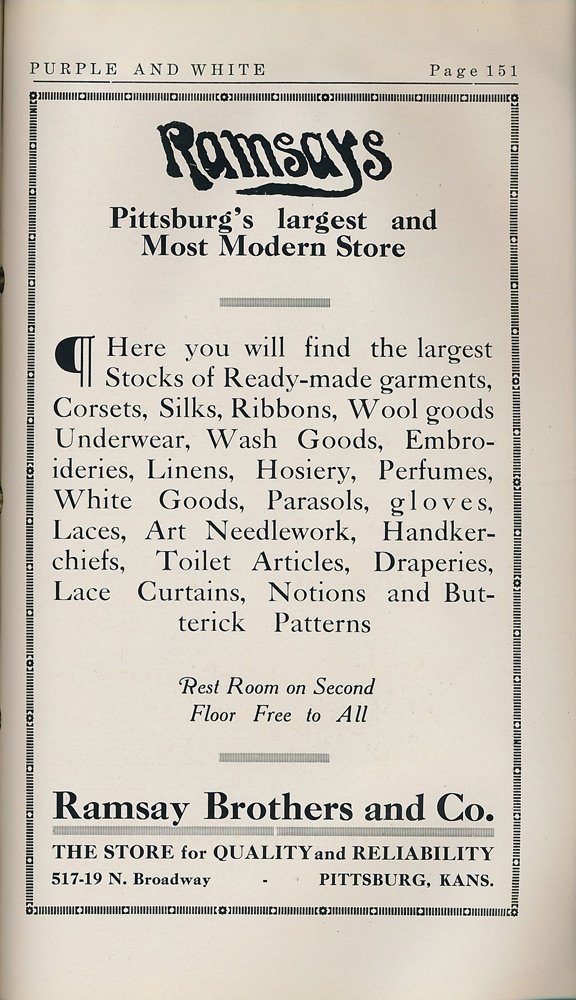 PURPLE AND WHITE Page 151
Ramsays
Pittsburg's largest and
Most Modern Store
¶ Here you will find the largest
Stocks of Ready-made garments,
Corsets, Silks, Ribbons, Wool goods
Underwear, Wash Goods, Embro-
ideries, Linens, Hosiery, Perfumes,
White Goods, Parasols, gloves,
Laces, Art Needlework, Handker-
chiefs, Toilet Articles, Draperies,
Lace Curtains, Notions and But-
terick Patterns
Rest Room on Second
Floor Free to All
Ramsay Brothers and Co.
THE STORE for QUALITY and RELIABILITY
517-19 N. Broadway - PITTSBURG, KANS.